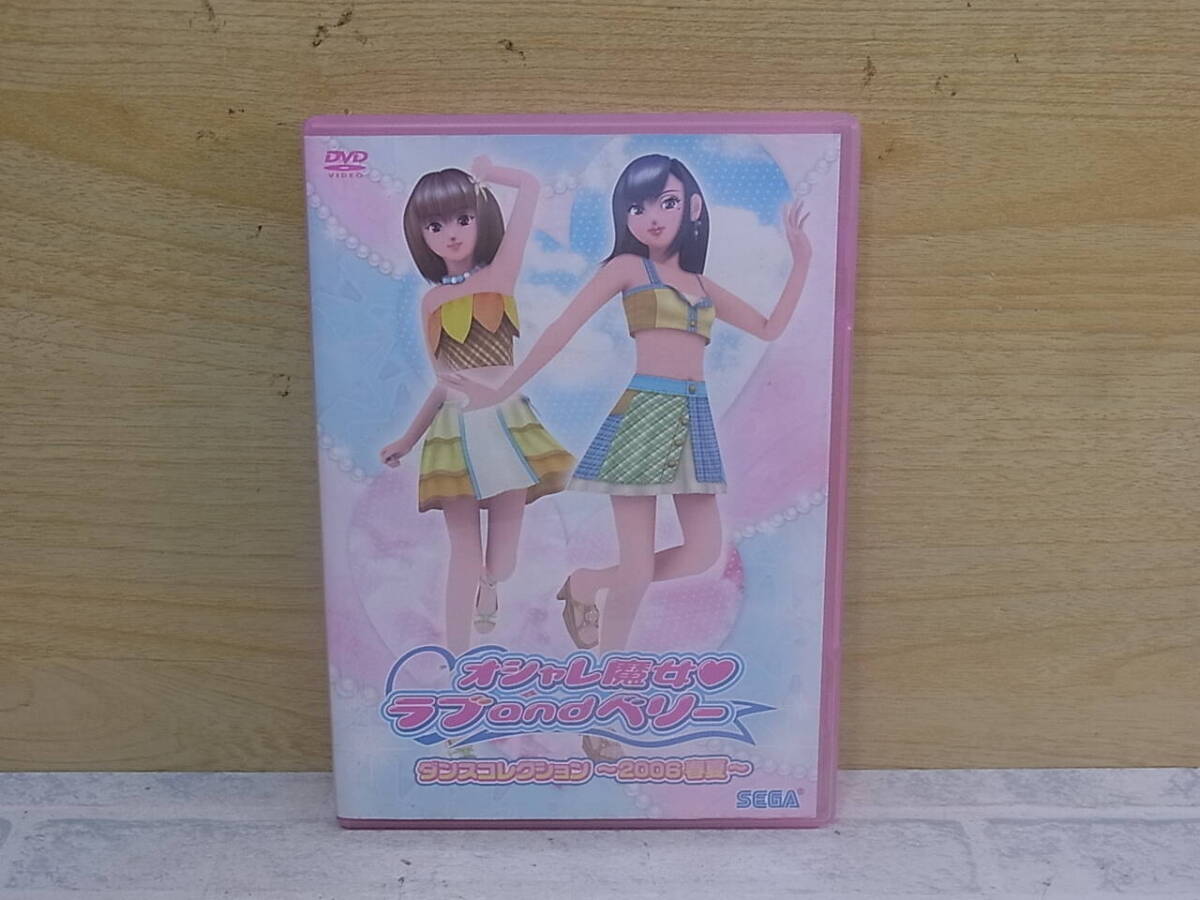 DVD
VIDEO
オシャレ魔女♥
ラブandベリー
ダンスコレクション ～2006春夏～
SEGA®